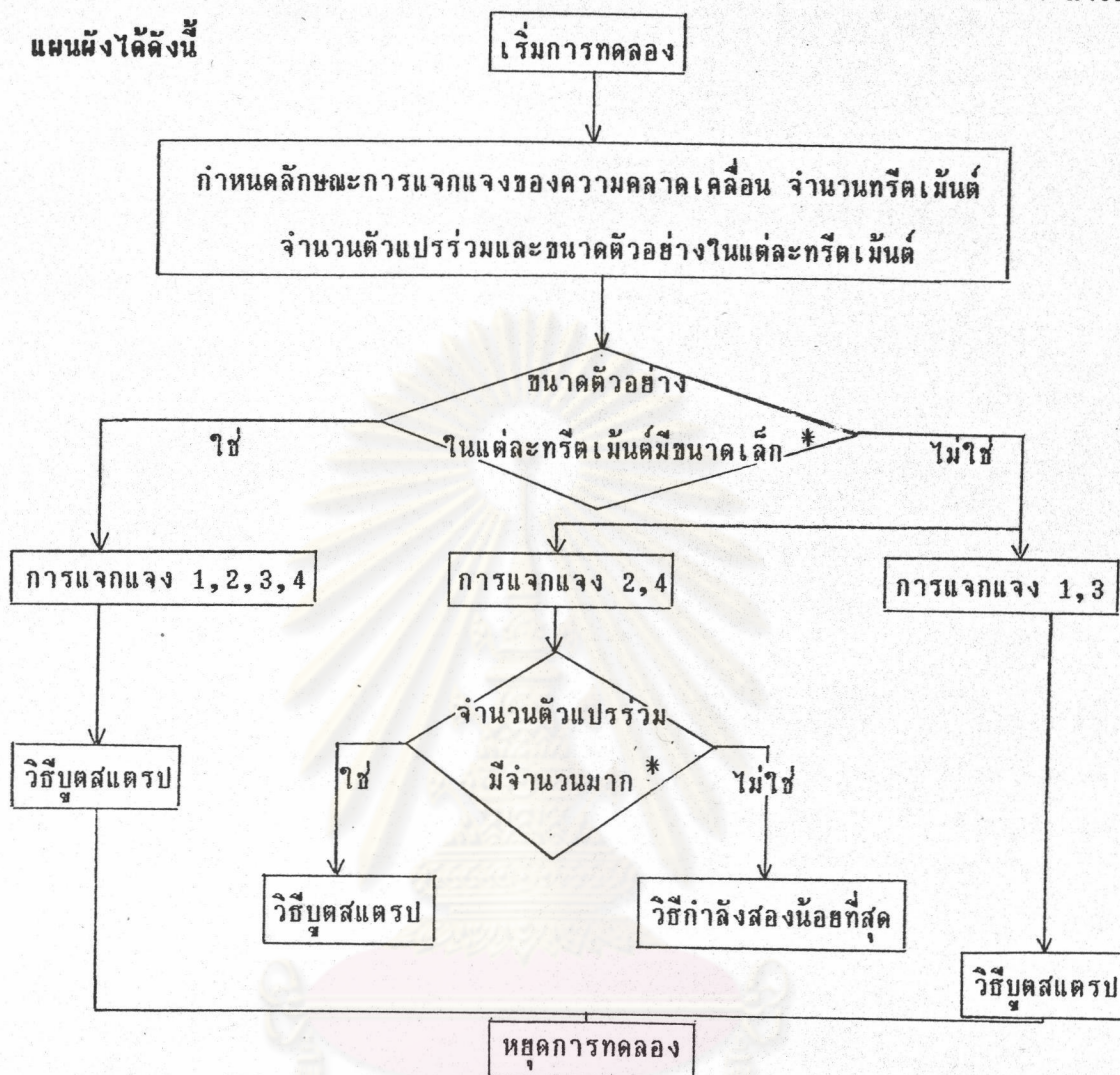 แผนผังได้ดังนี้
เริ่มการทดลอง
กำหนดลักษณะการแจกแจงของความคลาดเคลื่อน จำนวนทรีตเม้นต์
จำนวนตัวแปรร่วมและขนาดตัวอย่างในแต่ละทรีตเม้นต์
ขนาดตัวอย่าง
ในแต่ละทรีตเม้นต์มีขนาดเล็ก *
ใช่
ไม่ใช่
การแจกแจง 1,2,3,4
การแจกแจง 2,4
การแจกแจง 1,3
จำนวนตัวแปรร่วม
มีจำนวนมาก *
ใช่
ไม่ใช่
วิธีบูตสแตรป
วิธีบูตสแตรป
วิธีกำลังสองน้อยที่สุด
วิธีบูตสแตรป
หยุดการทดลอง